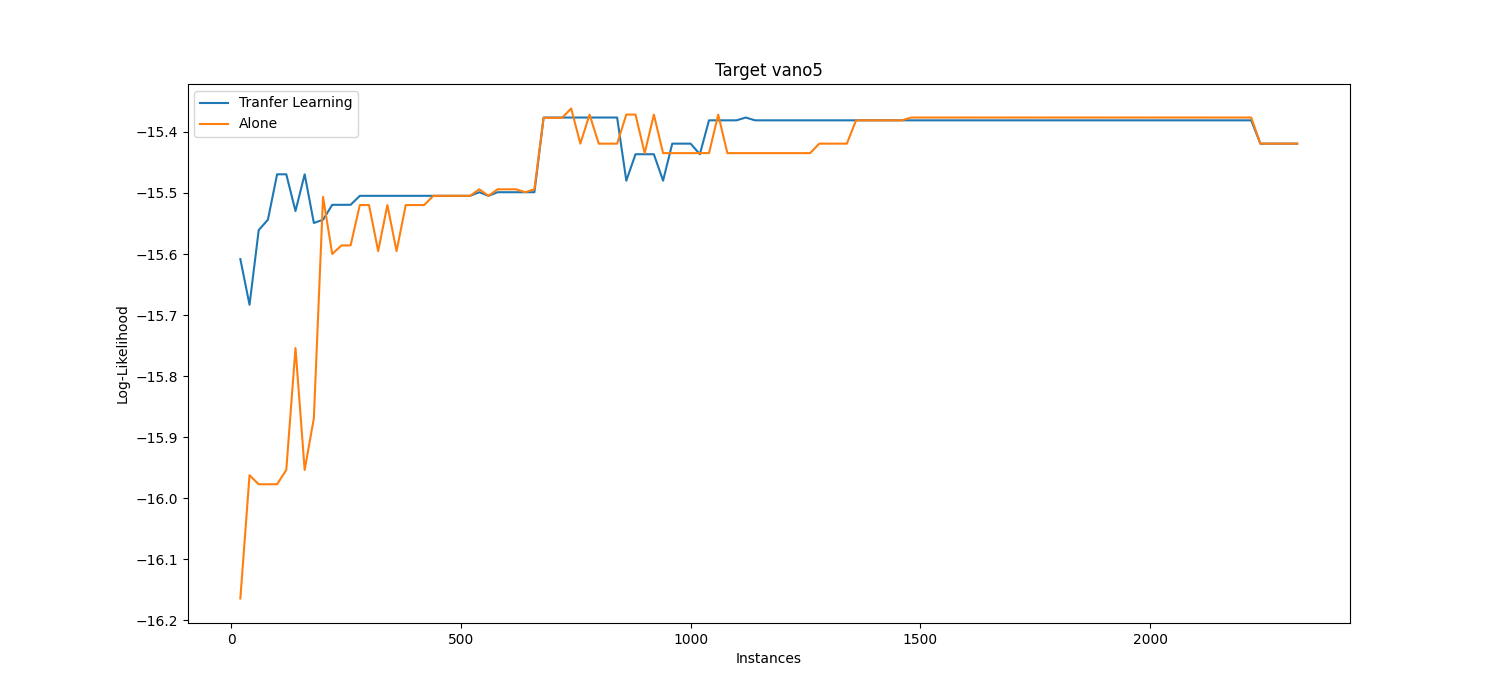 Target vano5
Tranfer Learning
Alone
−15.4
−15.5
−15.6
−15.7
−15.8
−15.9
−16.0
−16.1
−16.2
Log-Likelihood
0 500 1000 1500 2000
Instances